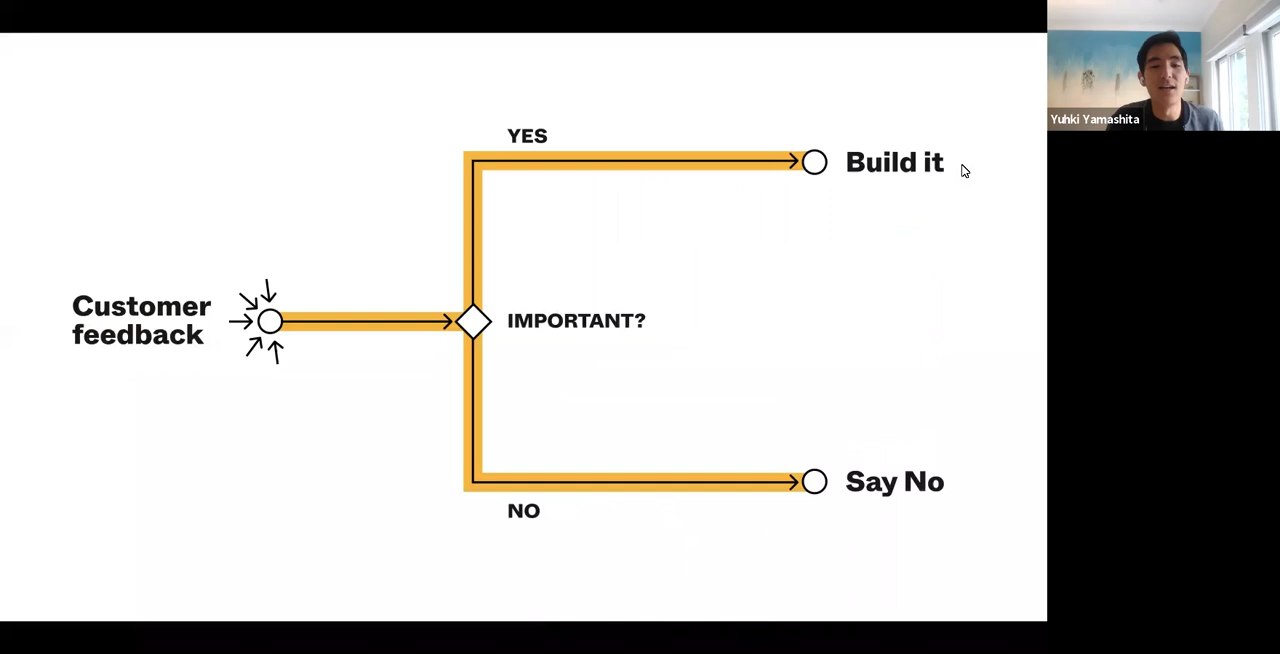 Yuhki Yamashita
YES
Build it
Customer
feedback
IMPORTANT?
Say No
NO